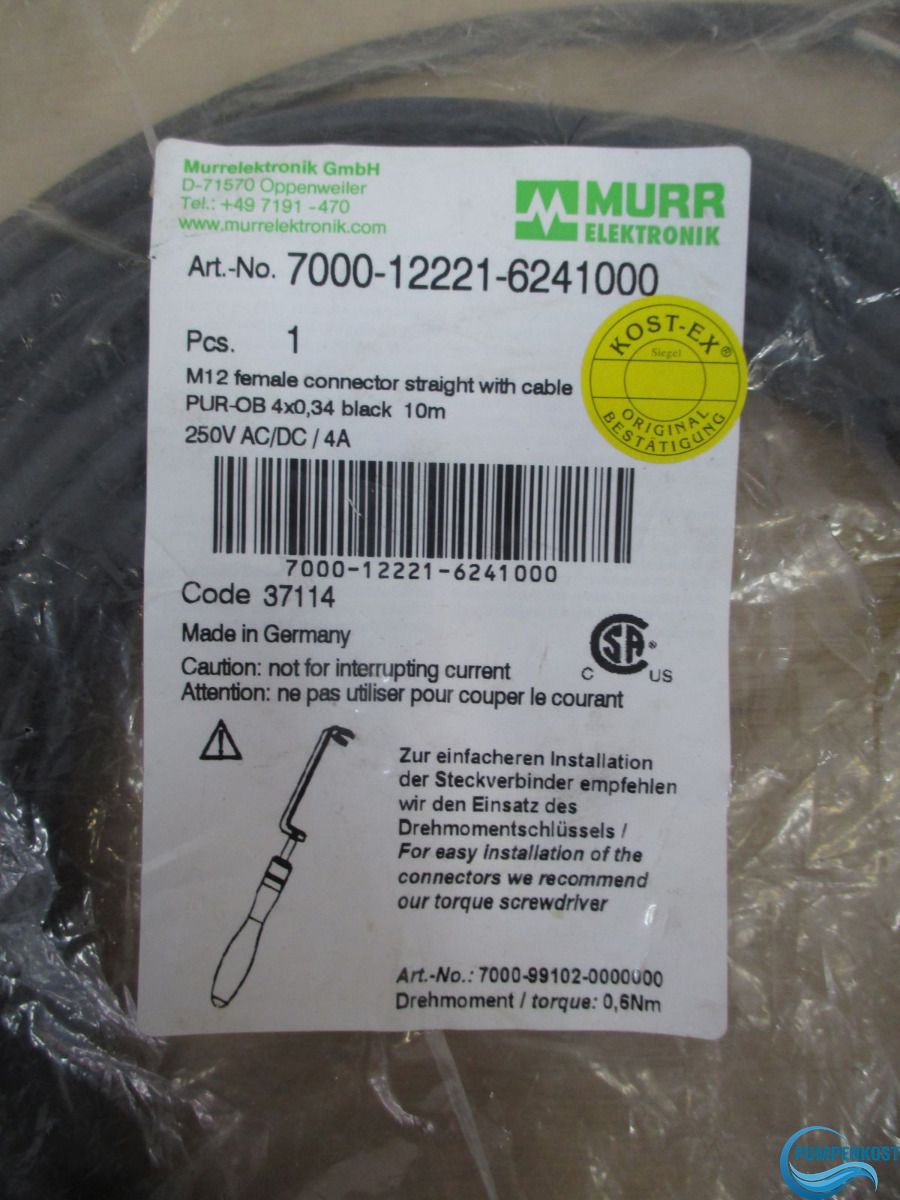 Murrelektronik GmbH
D-71570 Oppenweiler
Tel.: +49 7191 -470
www.murrelektronik.com
MURR
ELEKTRONIK
Art.-No. 7000-12221-6241000
KOST-EX®
Siegel
ORIGINAL
BESTÄTIGUNG
Pcs. 1
M12 female connector straight with cable
PUR-OB 4x0,34 black 10m
250V AC/DC / 4A
7000-12221-6241000
Code 37114
Made in Germany
C SA ® US
Caution: not for interrupting current
Attention: ne pas utiliser pour couper le courant
Zur einfacheren Installation
der Steckverbinder empfehlen
wir den Einsatz des
Drehmomentschlüssels /
For easy installation of the
connectors we recommend
our torque screwdriver
Art.-No.: 7000-99102-0000000
Drehmoment / torque: 0,6Nm
PUMPENKOST